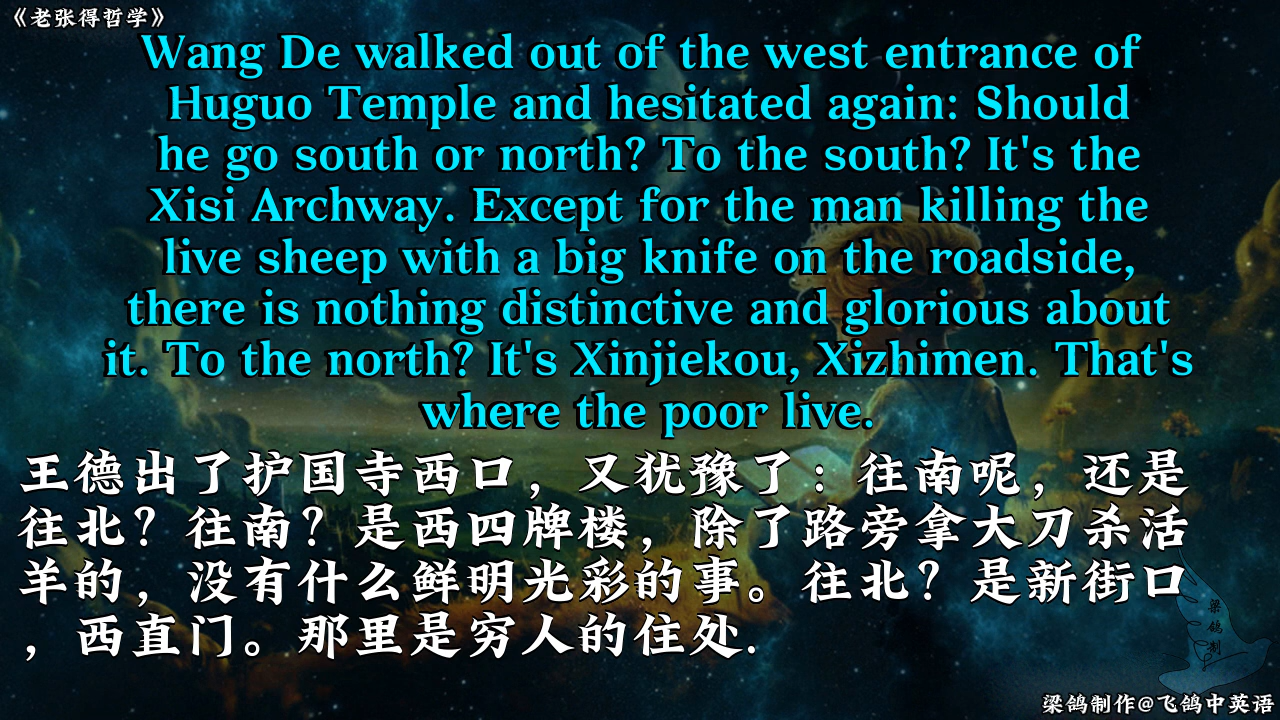 《老张得哲学》
Wang De walked out of the west entrance of
Huguo Temple and hesitated again: Should
he go south or north? To the south? It's the
Xisi Archway. Except for the man killing the
live sheep with a big knife on the roadside,
there is nothing distinctive and glorious about
it. To the north? It's Xinjiekou, Xizhimen. That's
where the poor live.
王德出了护国寺西口，又犹豫了：往南呢，还是
往北？往南？是西四牌楼，除了路旁拿大刀杀活
羊的，没有什么鲜明光彩的事。往北？是新街口
，西直门。那里是穷人的住处.
梁鸽制
梁鸽制作@飞鸽中英语